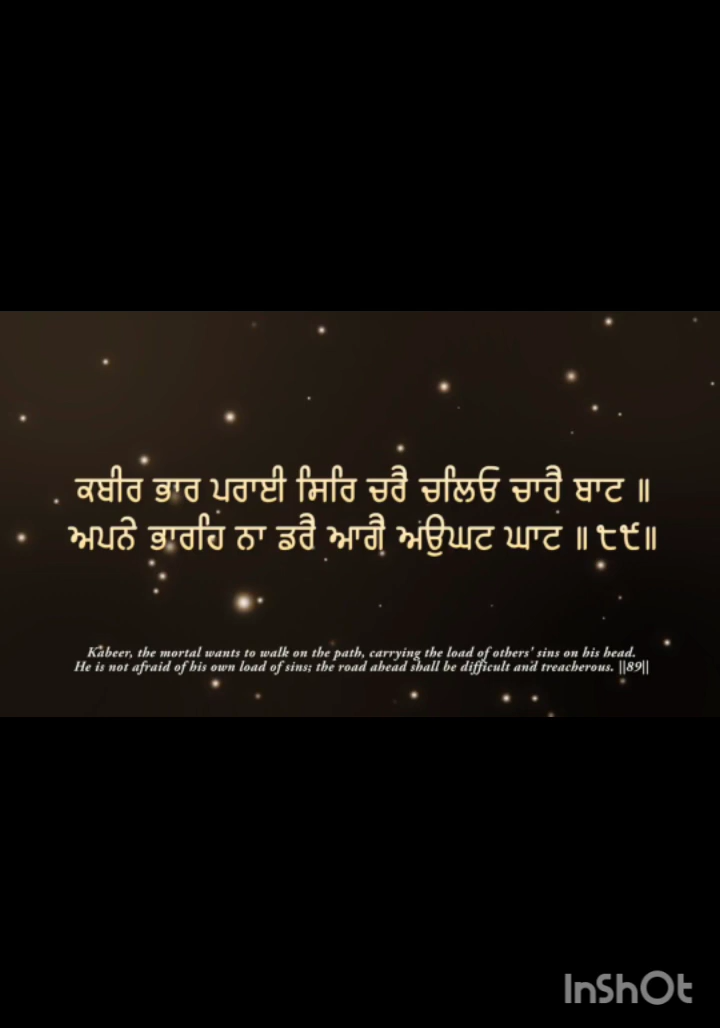 ਕਬੀਰ ਭਾਰ ਪਰਾਈ ਸਿਰਿ ਚਰੈ ਚਲਿਓ ਚਾਹੈ ਬਾਟ ॥
ਅਪਨੇ ਭਾਰਹਿ ਨਾ ਡਰੈ ਆਗੈ ਅਉਘਟ ਘਾਟ ॥੮੯॥
Kabeer, the mortal wants to walk on the path, carrying the load of others' sins on his head.
He is not afraid of his own load of sins; the road ahead shall be difficult and treacherous. ||89||
InShOt